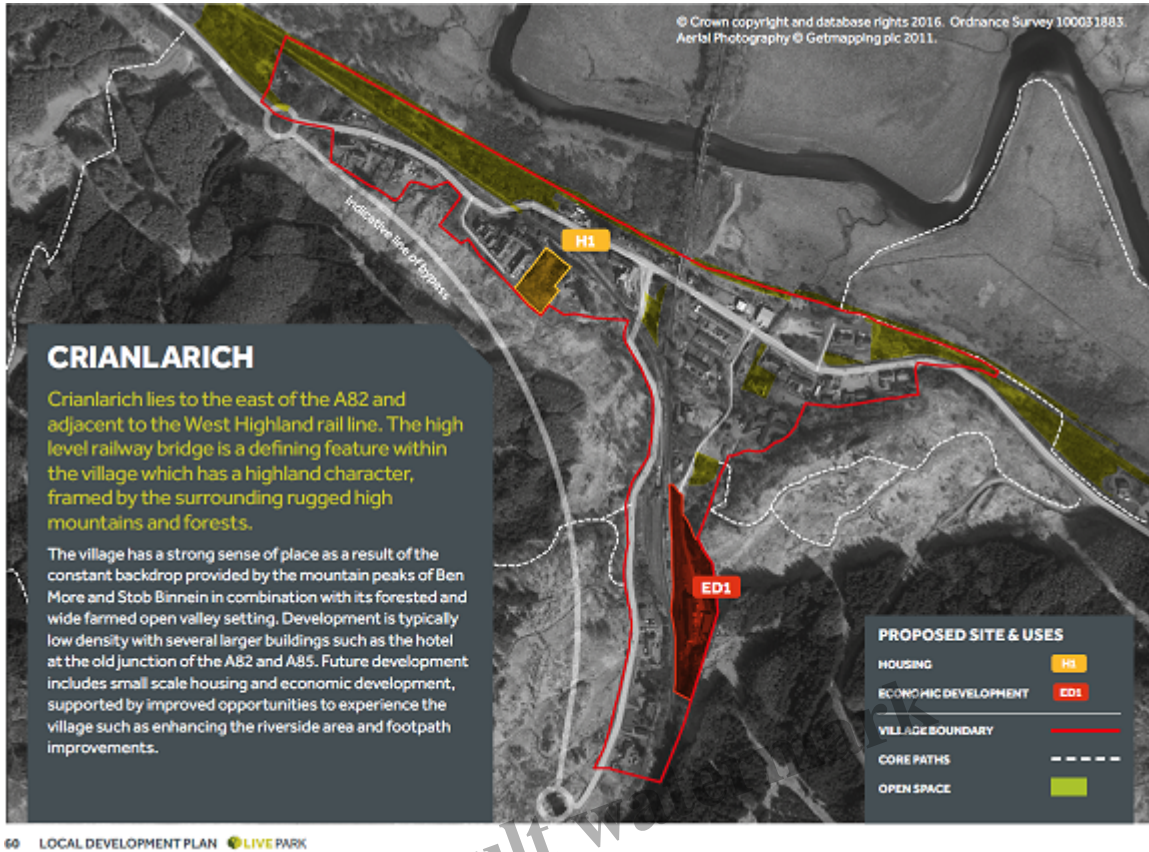 © Crown copyright and database rights 2016. Ordnance Survey 100031883.
Aerial Photography © Getmapping plc 2011.
H1
Indicative line of bypass
CRIANLARICH
Crianlarich lies to the east of the A82 and
adjacent to the West Highland rail line. The high
level railway bridge is a defining feature within
the village which has a highland character,
framed by the surrounding rugged high
mountains and forests.
The village has a strong sense of place as a result of the
constant backdrop provided by the mountain peaks of Ben
More and Stob Binnein in combination with its forested and
wide farmed open valley setting. Development is typically
low density with several larger buildings such as the hotel
at the old junction of the A82 and A85. Future development
includes small scale housing and economic development,
supported by improved opportunities to experience the
village such as enhancing the riverside area and footpath
improvements.
ED1
PROPOSED SITE & USES
HOUSING H1
ECONOMIC DEVELOPMENT ED1
VILLAGE BOUNDARY
CORE PATHS
OPEN SPACE
60 LOCAL DEVELOPMENT PLAN LIVE PARK